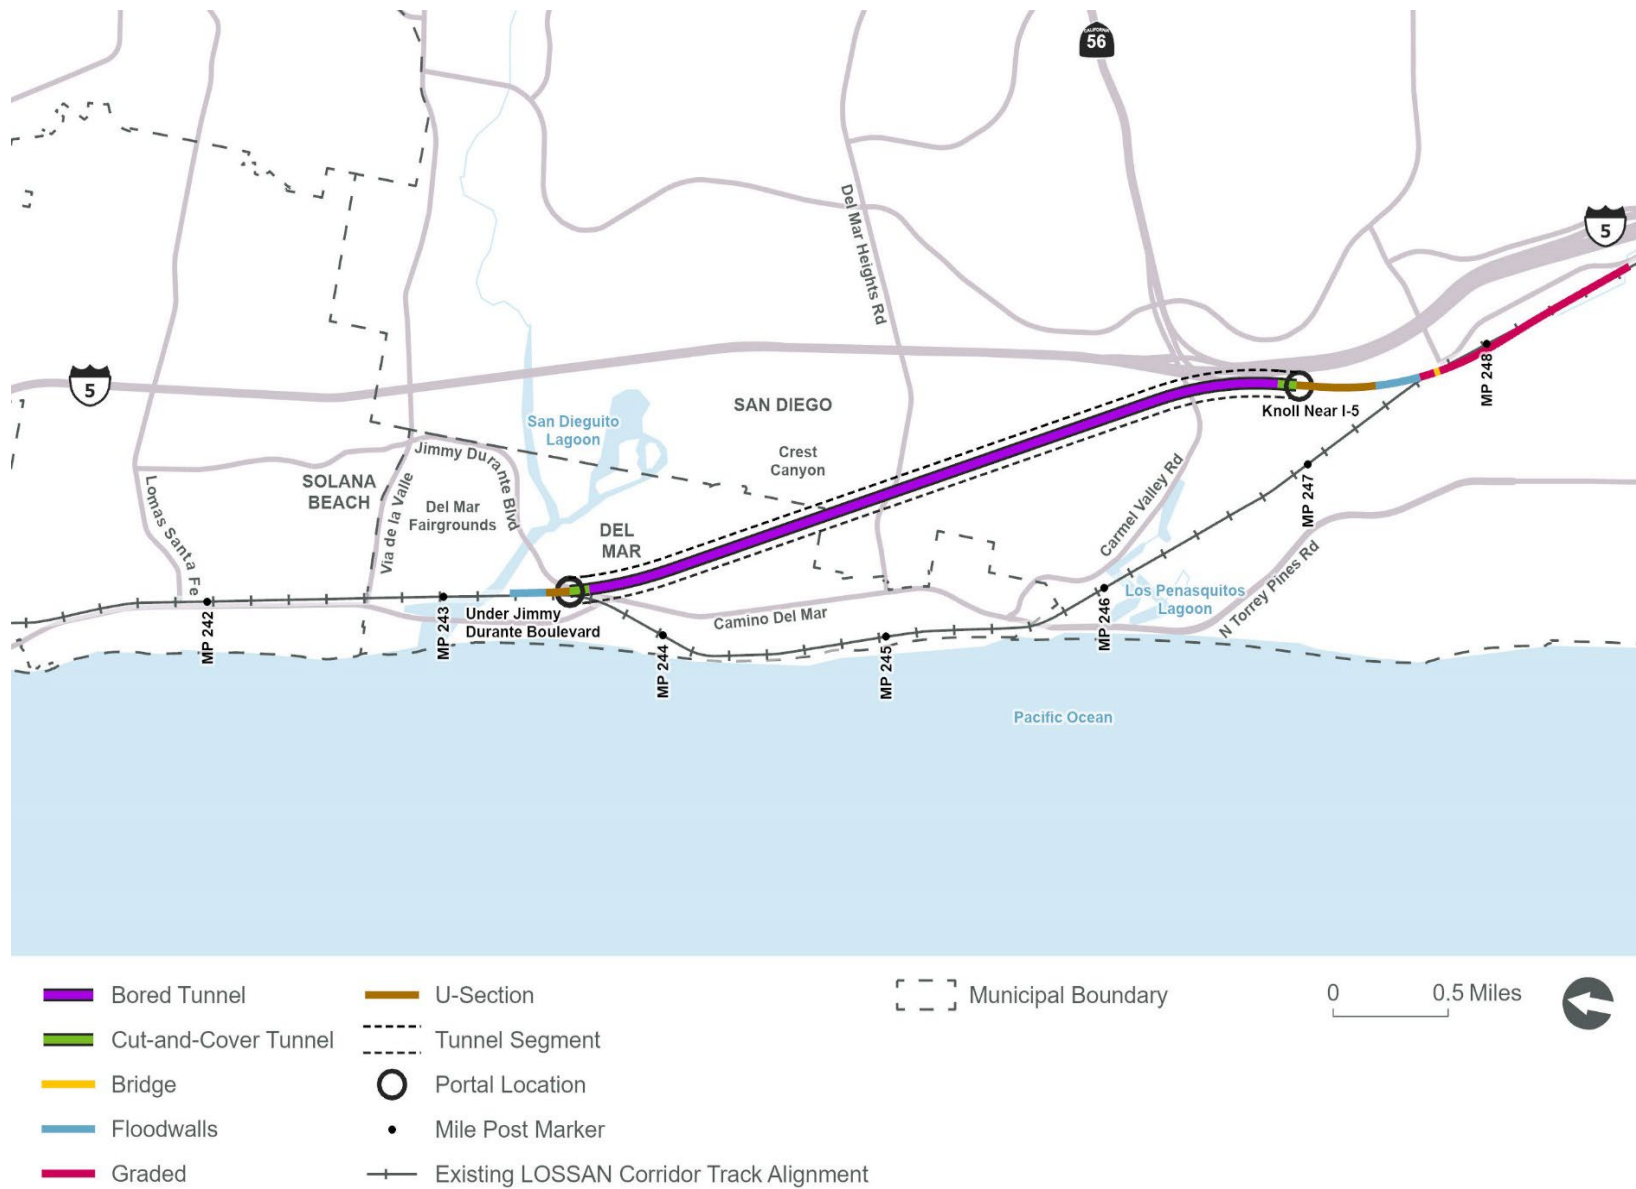 CALIFORNIA
56
Del Mar Heights Rd
5
5
MP 248
Knoll Near I-5
SAN DIEGO
San Dieguito
Lagoon
Crest
Canyon
Jimmy Durante Blvd
SOLANA
BEACH
Lomas Santa Fe
Via de la Valle
Del Mar
Fairgrounds
DEL
MAR
Carmel Valley Rd
MP 247
N Torrey Pines Rd
Los Penasquitos
Lagoon
Under Jimmy
Durante Boulevard
Camino Del Mar
MP 242
MP 243
MP 244
MP 245
MP 246
Pacific Ocean
Bored Tunnel
Cut-and-Cover Tunnel
Bridge
Floodwalls
Graded
U-Section
Tunnel Segment
Portal Location
Mile Post Marker
Existing LOSSAN Corridor Track Alignment
Municipal Boundary
0 0.5 Miles